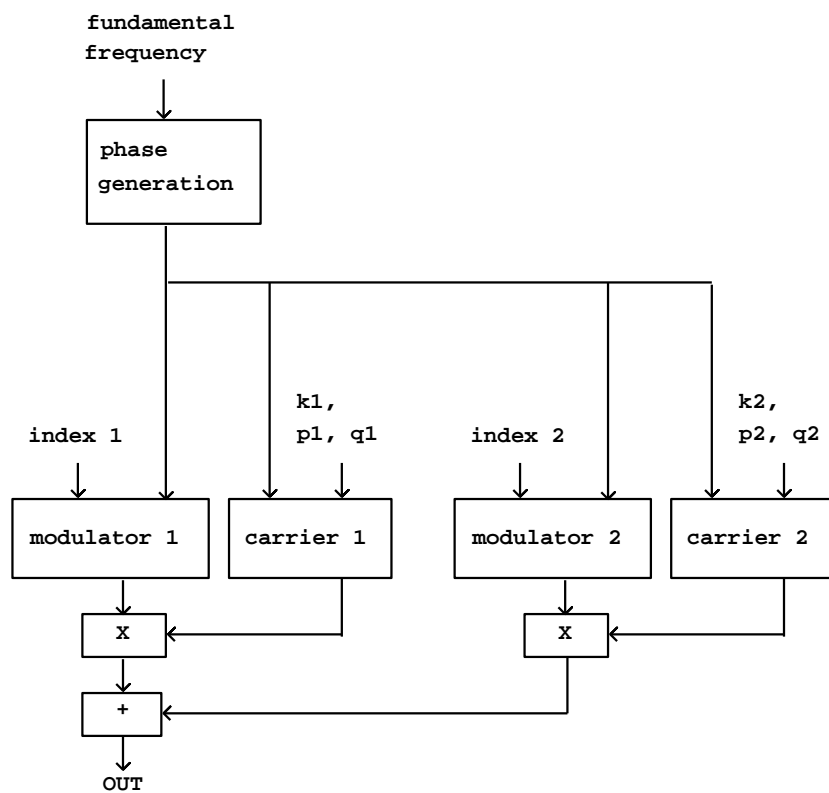 fundamental
frequency
phase
generation
k1,
p1, q1
k2,
p2, q2
index 1
index 2
modulator 1
carrier 1
modulator 2
carrier 2
X
X
+
OUT